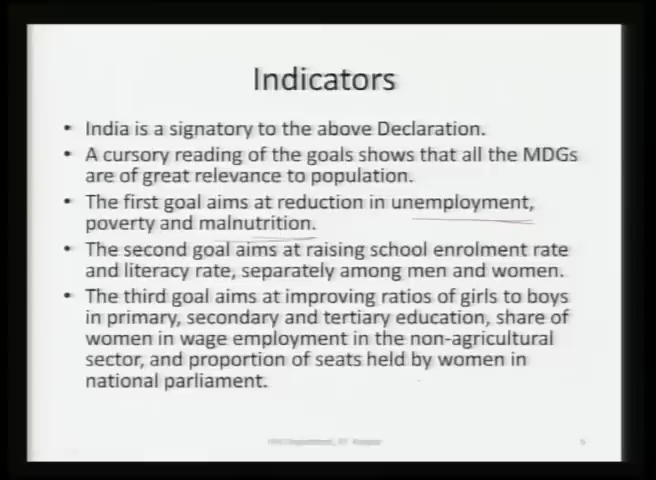 Indicators
• India is a signatory to the above Declaration.
• A cursory reading of the goals shows that all the MDGs
are of great relevance to population.
• The first goal aims at reduction in unemployment,
poverty and malnutrition.
• The second goal aims at raising school enrolment rate
and literacy rate, separately among men and women.
• The third goal aims at improving ratios of girls to boys
in primary, secondary and tertiary education, share of
women in wage employment in the non-agricultural
sector, and proportion of seats held by women in
national parliament.